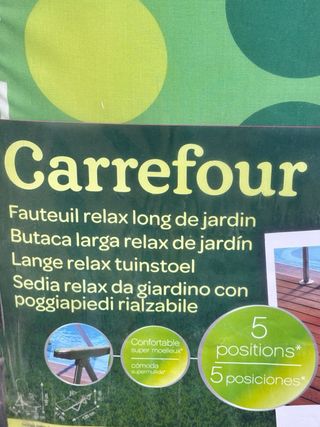 Carrefour
Fauteuil relax long de jardin
Butaca larga relax de jardín
Lange relax tuinstoel
Sedia relax da giardino con
poggiapiedi rialzabile
Confortable
super moelleux*
cómoda
supermullida*
5
positions*
5 posiciones*